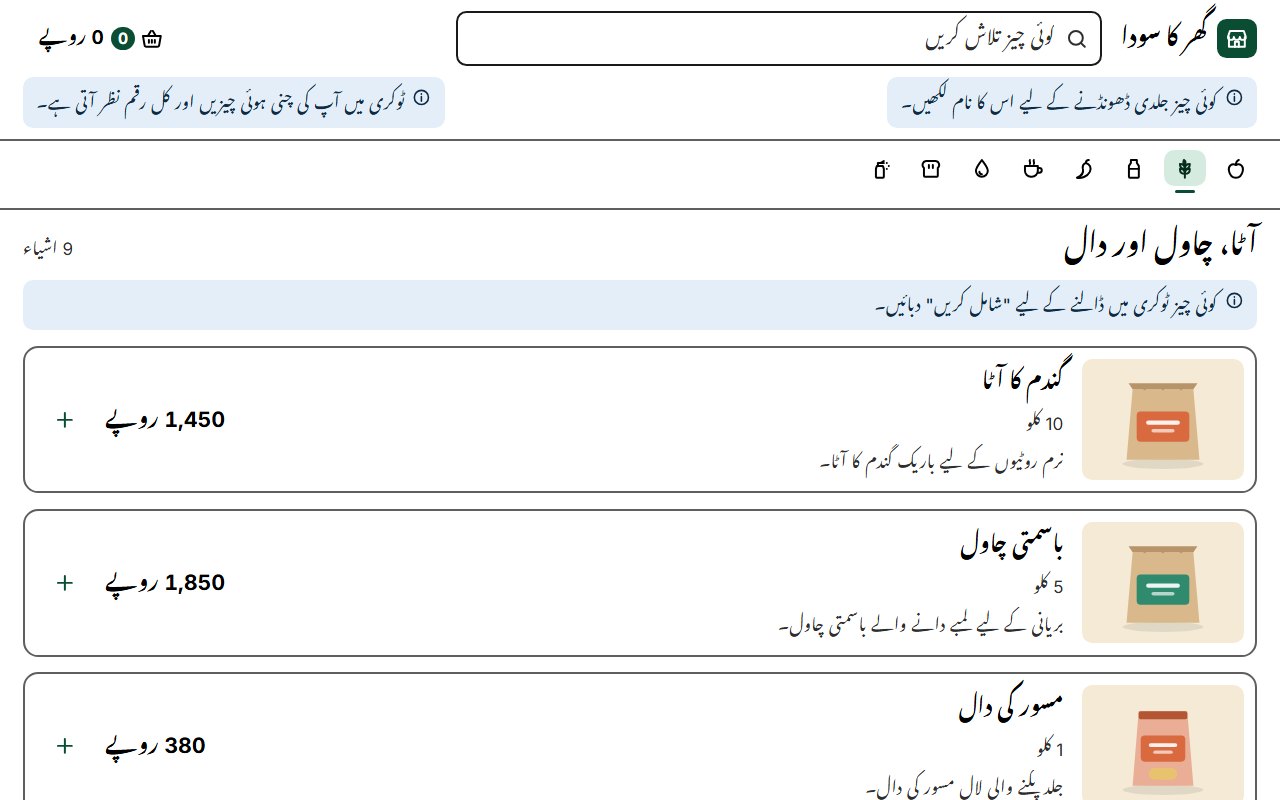 گھر کا سودا
کوئی چیز تلاش کریں
0 0 روپے
کوئی چیز جلدی ڈھونڈنے کے لیے اس کا نام لکھیں۔
ٹوکری میں آپ کی چنی ہوئی چیزیں اور کل رقم نظر آتی ہے۔
آٹا، چاول اور دال
9 اشیاء
کوئی چیز ٹوکری میں ڈالنے کے لیے "شامل کریں" دبائیں۔
گندم کا آٹا
10 کلو
نرم روٹیوں کے لیے باریک گندم کا آٹا۔
1,450 روپے
باسمتی چاول
5 کلو
بریانی کے لیے لمبے دانے والے باسمتی چاول۔
1,850 روپے
مسور کی دال
1 کلو
جلد پکنے والی لال مسور کی دال۔
380 روپے